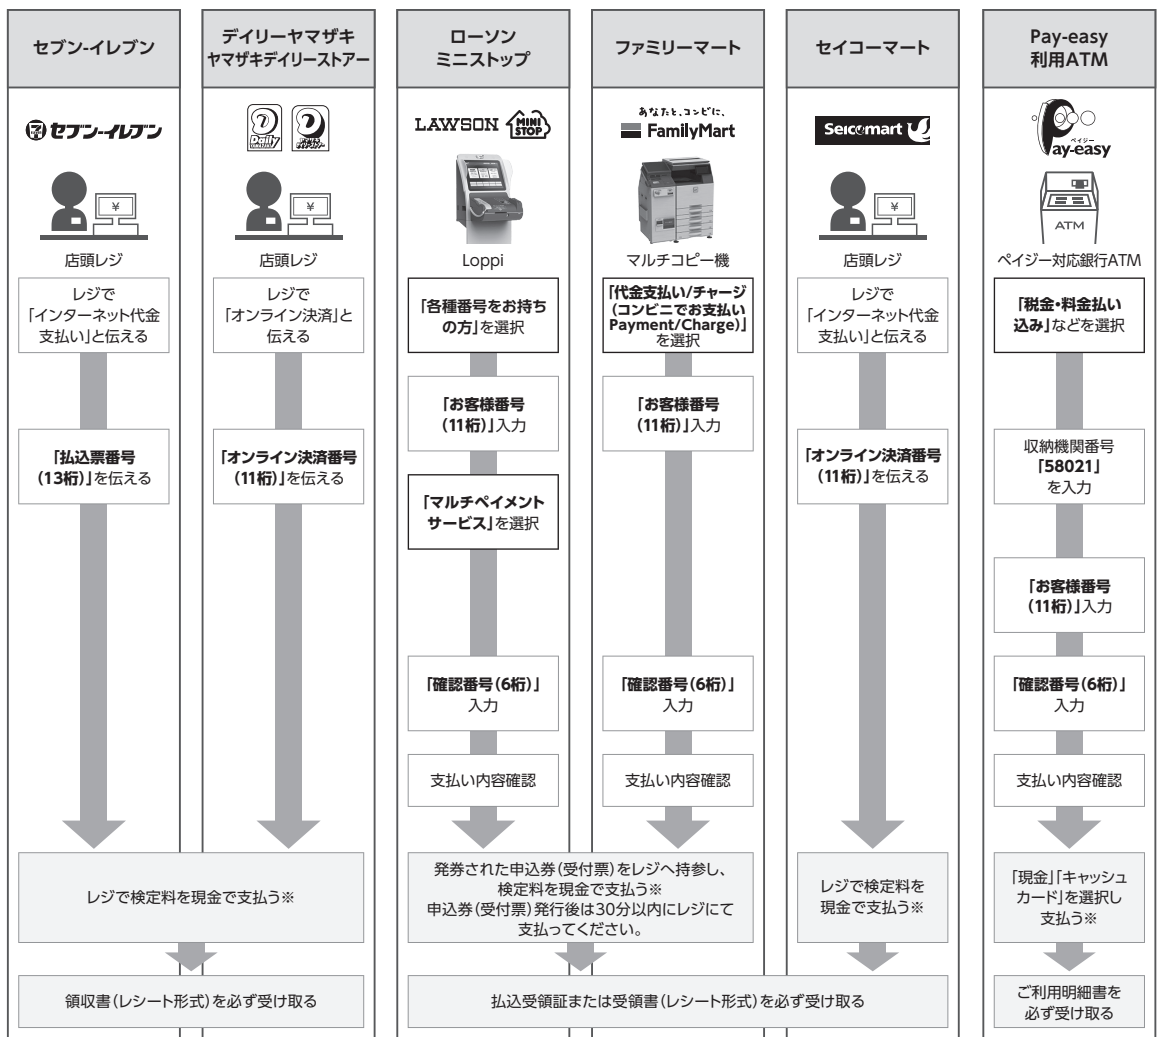 セブン-イレブン
デイリーヤマザキ
ヤマザキデイリーストアー
ローソン
ミニストップ
ファミリーマート
セイコーマート
Pay-easy
利用ATM
セブン-イレブン
Daily
LAWSON
MINI
STOP
あなたと、コンビに、
FamilyMart
Seicomart
ペイジー
Pay-easy
¥
¥
¥
ATM
店頭レジ
店頭レジ
Loppi
マルチコピー機
店頭レジ
ペイジー対応銀行ATM
レジで
「インターネット代金
支払い」と伝える
レジで
「オンライン決済」と
伝える
「各種番号をお持ち
の方」を選択
「代金支払い/チャージ
(コンビニでお支払い
Payment/Charge)」
を選択
レジで
「インターネット代金
支払い」と伝える
「税金・料金払い
込み」などを選択
「お客様番号
(11桁)」入力
「お客様番号
(11桁)」入力
「払込票番号
(13桁)」を伝える
「オンライン決済番号
(11桁)」を伝える
「マルチペイメント
サービス」を選択
「オンライン決済番号
(11桁)」を伝える
収納機関番号
「58021」
を入力
「お客様番号
(11桁)」入力
「確認番号(6桁)」
入力
「確認番号(6桁)」
入力
「確認番号(6桁)」
入力
支払い内容確認
支払い内容確認
支払い内容確認
レジで検定料を現金で支払う※
発券された申込券(受付票)をレジへ持参し、
検定料を現金で支払う※
申込券(受付票)発行後は30分以内にレジにて
支払ってください。
レジで検定料を
現金で支払う※
「現金」「キャッシュ
カード」を選択し
支払う※
領収書(レシート形式)を必ず受け取る
払込受領証または受領書(レシート形式)を必ず受け取る
ご利用明細書を
必ず受け取る